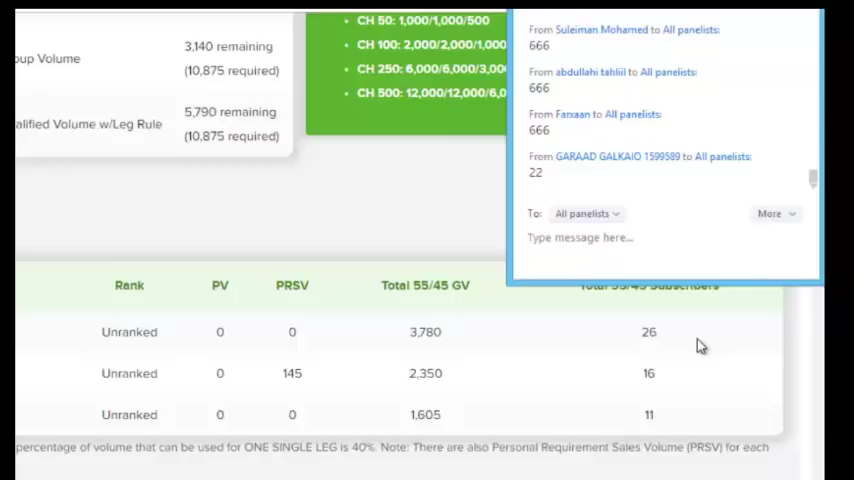 oup Volume
3,140 remaining
(10,875 required)
alified Volume w/Leg Rule
5,790 remaining
(10,875 required)
• CH 50: 1,000/1,000/500
• CH 100: 2,000/2,000/1,000
• CH 250: 6,000/6,000/3,00
• CH 500: 12,000/12,000/6,0
From Suleiman Mohamed to All panelists:
666
From abdullahi tahliil to All panelists:
666
From Farxaan to All panelists:
666
From GARAAD GALKAIO 1599589 to All panelists:
22
To: All panelists More
Type message here...
Rank PV PRSV Total 55/45 GV Total 55/45 Subscribers
Unranked 0 0 3,780 26
Unranked 0 145 2,350 16
Unranked 0 0 1,605 11
percentage of volume that can be used for ONE SINGLE LEG is 40%. Note: There are also Personal Requirement Sales Volume (PRSV) for each